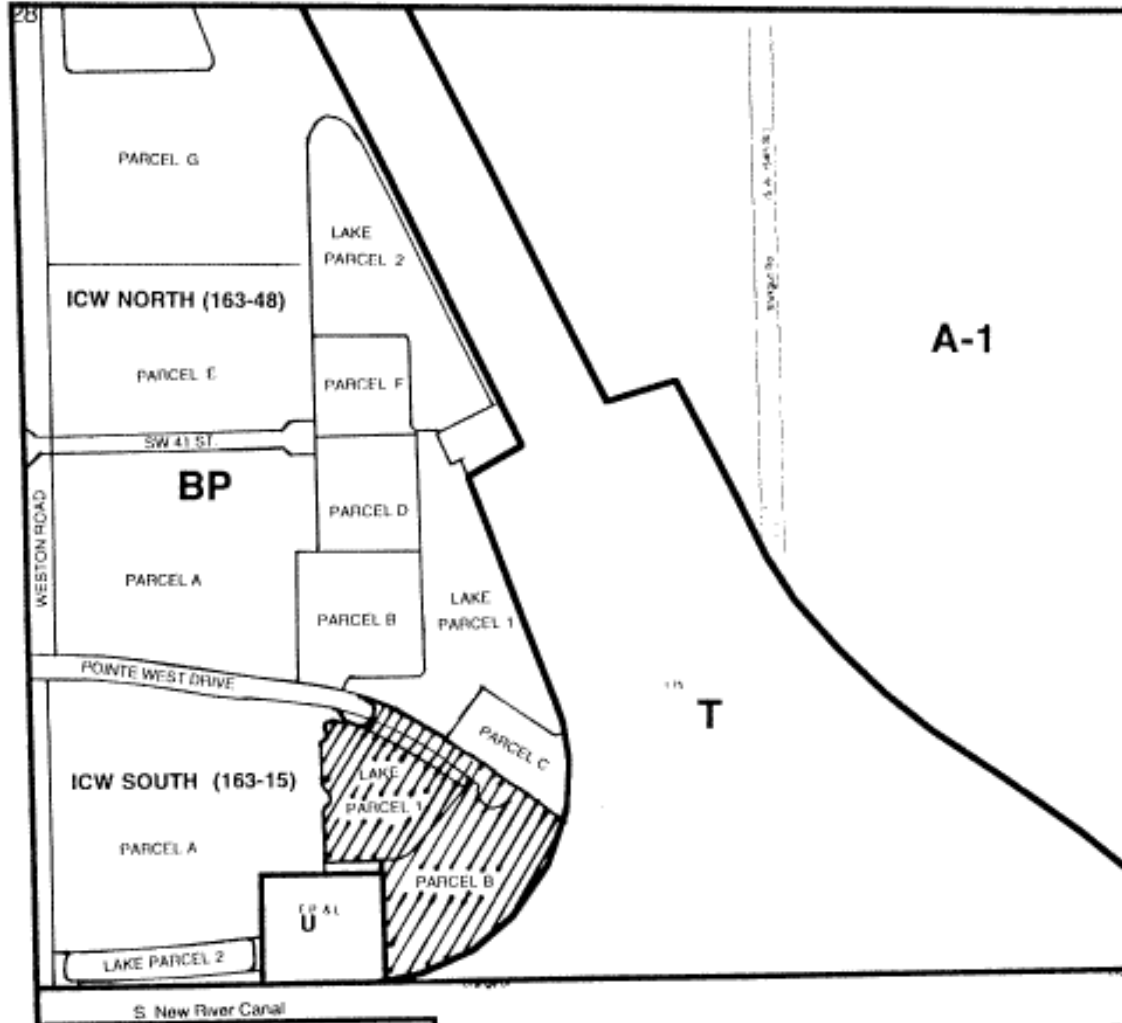 28
PARCEL G
LAKE
PARCEL 2
ICW NORTH (163-48)
A-1
PARCEL E
PARCEL F
SW 41 ST.
BP
WESTON ROAD
PARCEL D
PARCEL A
LAKE
PARCEL 1
PARCEL B
POINTE WEST DRIVE
T
PARCEL C
ICW SOUTH (163-15)
LAKE
PARCEL 1
PARCEL A
PARCEL B
U
LAKE PARCEL 2
S. New River Canal